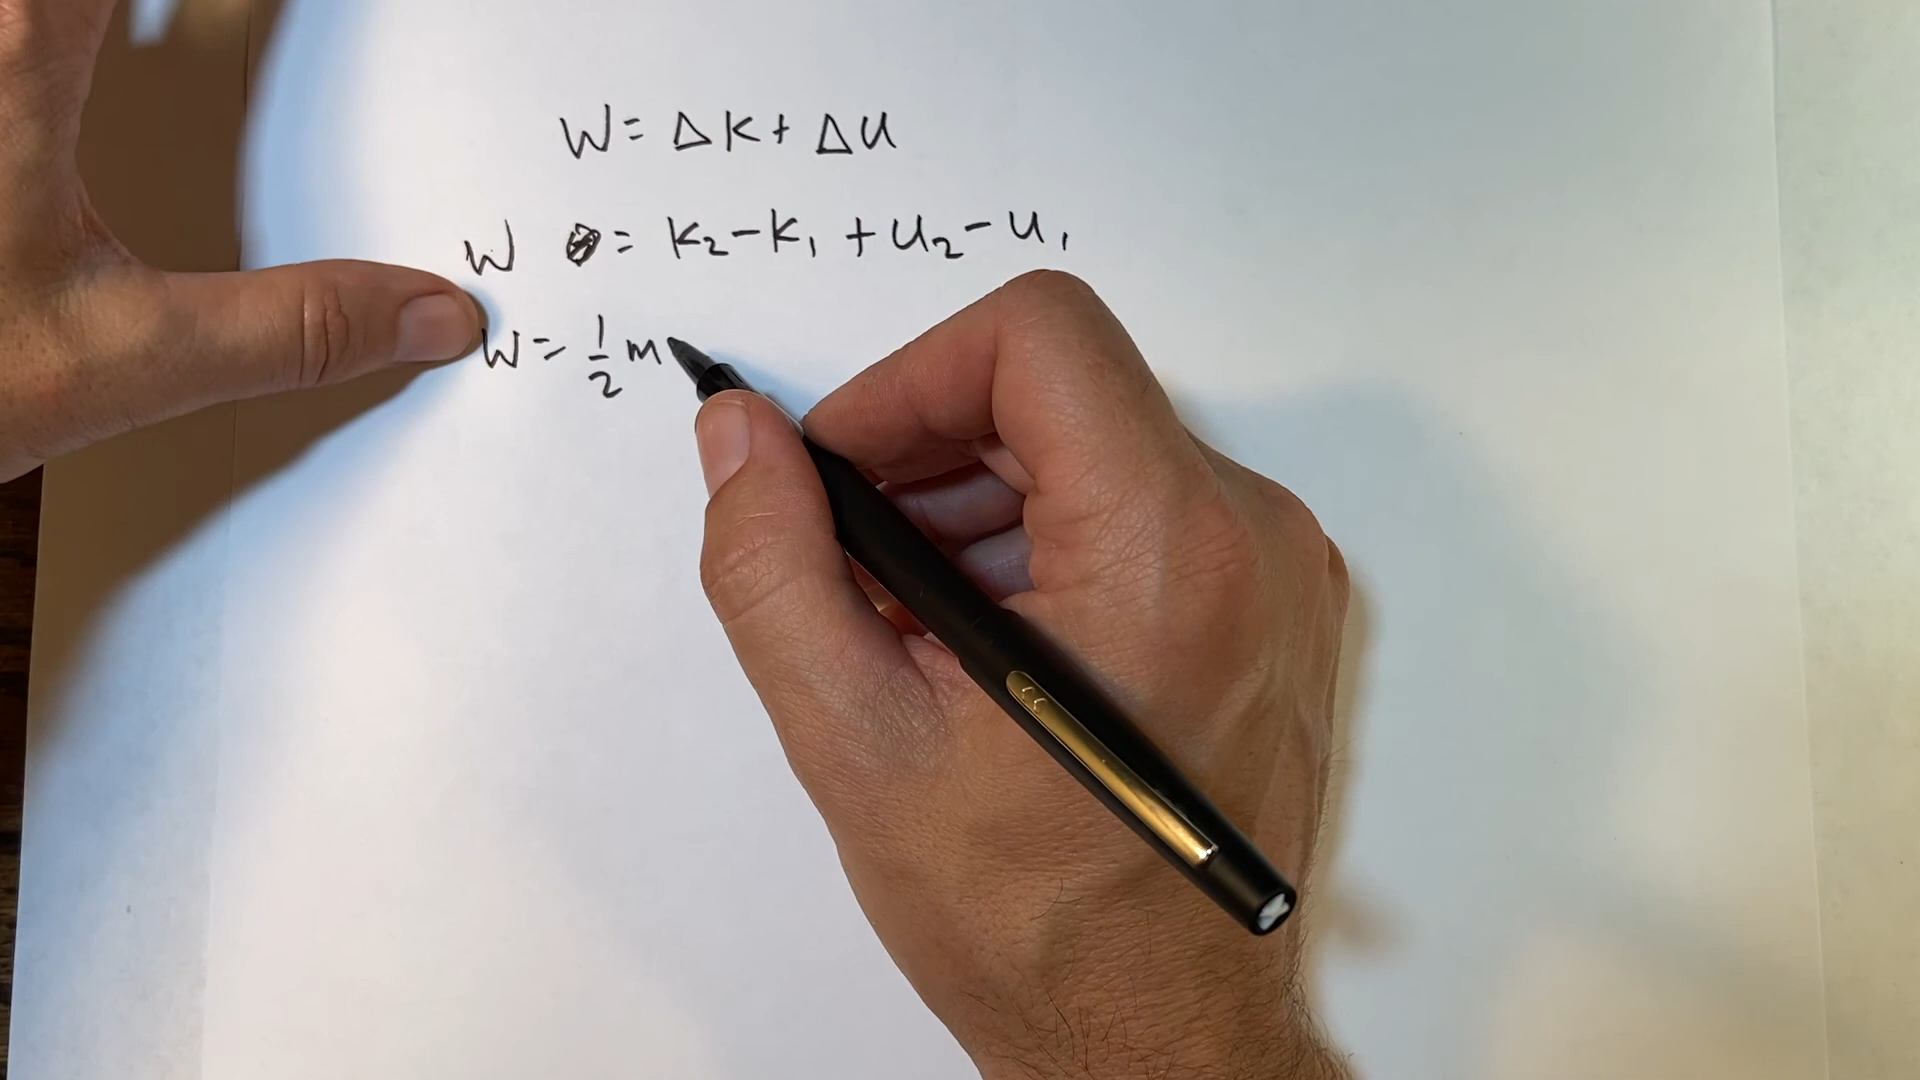 W = ΔK + ΔU
W = K₂ - K₁ + U₂ - U₁
W = 1/2 m